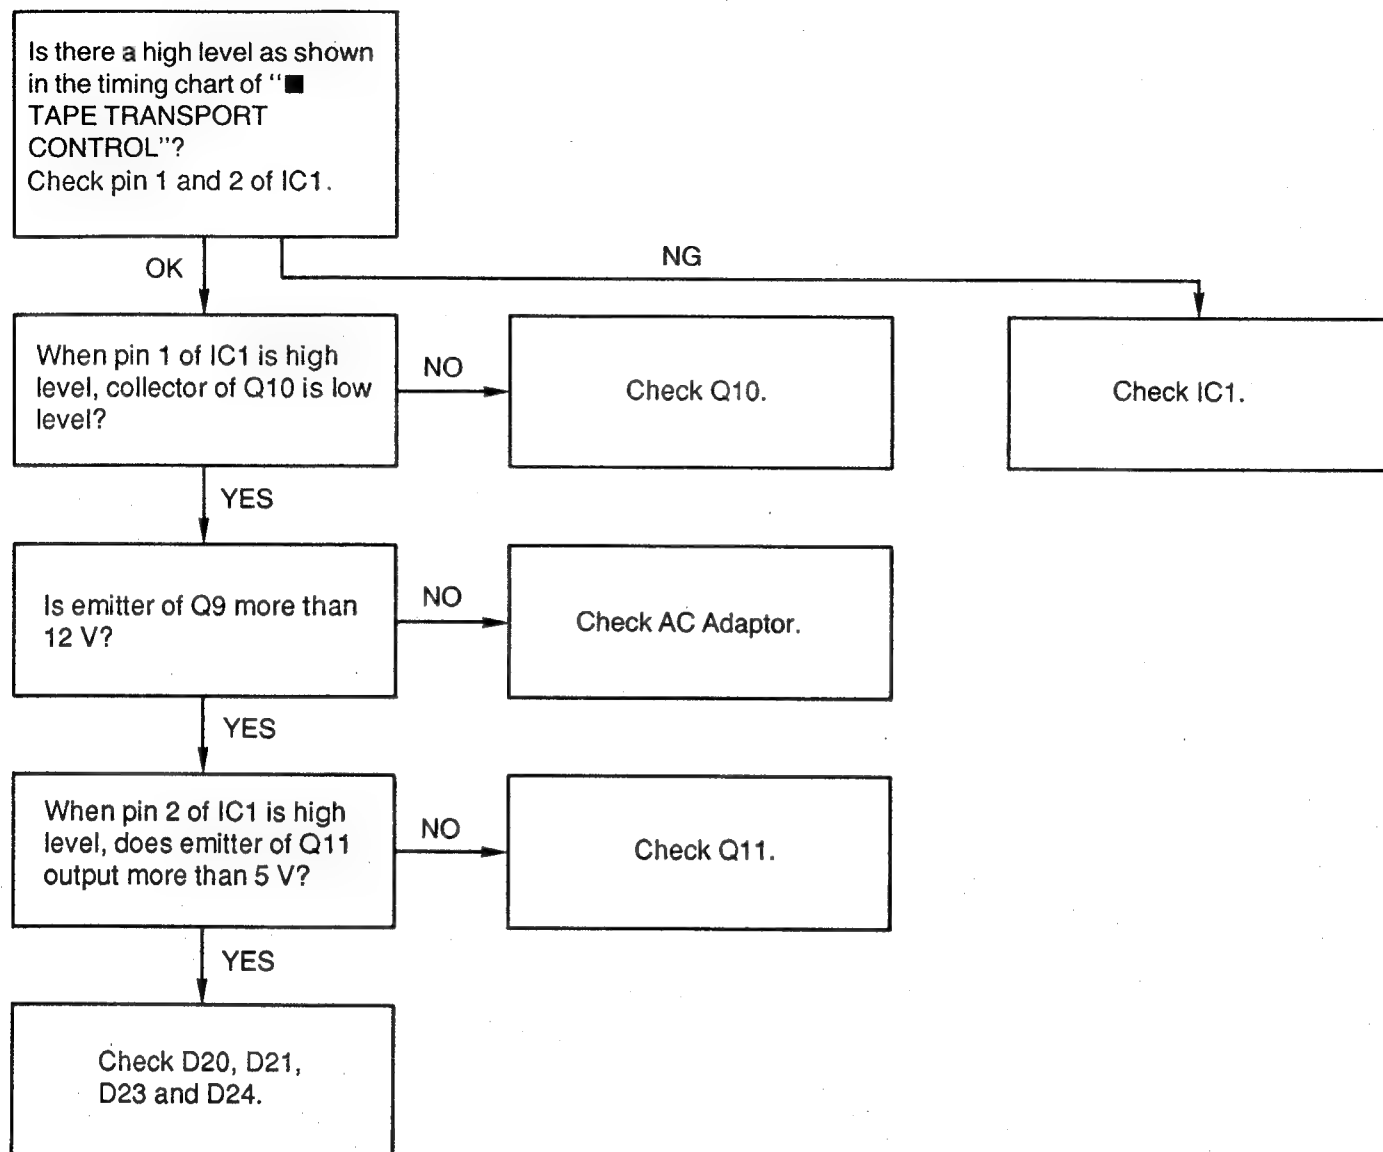 Is there a high level as shown
in the timing chart of “■
TAPE TRANSPORT
CONTROL”?
Check pin 1 and 2 of IC1.
OK
NG
When pin 1 of IC1 is high
level, collector of Q10 is low
level?
NO
Check Q10.
Check IC1.
YES
Is emitter of Q9 more than
12 V?
NO
Check AC Adaptor.
YES
When pin 2 of IC1 is high
level, does emitter of Q11
output more than 5 V?
NO
Check Q11.
YES
Check D20, D21,
D23 and D24.